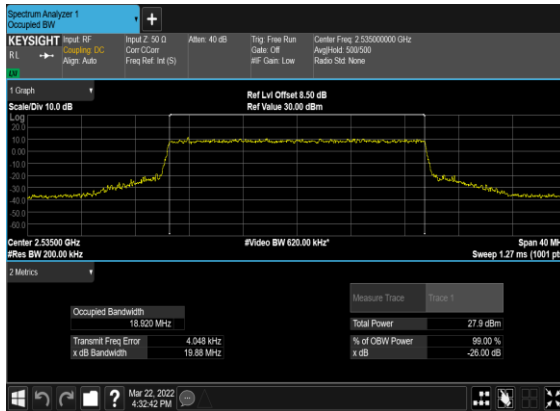 Spectrum Analyzer 1
Occupied BW
KEYSIGHT Input: RF Input Z: 50 Ω Atten: 40 dB Trig: Free Run Center Freq: 2.535000000 GHz
RL Coupling: DC Corr CCorr Gate: Off Avg|Hold: 500/500
Align: Auto Freq Ref: Int (S) #IF Gain: Low Radio Std: None
1 Graph
Ref Lvl Offset 8.50 dB
Scale/Div 10.0 dB Ref Value 30.00 dBm
Log
20.0
10.0
0.00
-10.0
-20.0
-30.0
-40.0
-50.0
-60.0
Center 2.53500 GHz #Video BW 620.00 kHz* Span 40 MH
#Res BW 200.00 kHz Sweep 1.27 ms (1001 pt
2 Metrics
Measure Trace Trace 1
Occupied Bandwidth
18.920 MHz Total Power 27.9 dBm
Transmit Freq Error 4.048 kHz % of OBW Power 99.00 %
x dB Bandwidth 19.88 MHz x dB -26.00 dB
Mar 22, 2022
4:32:42 PM